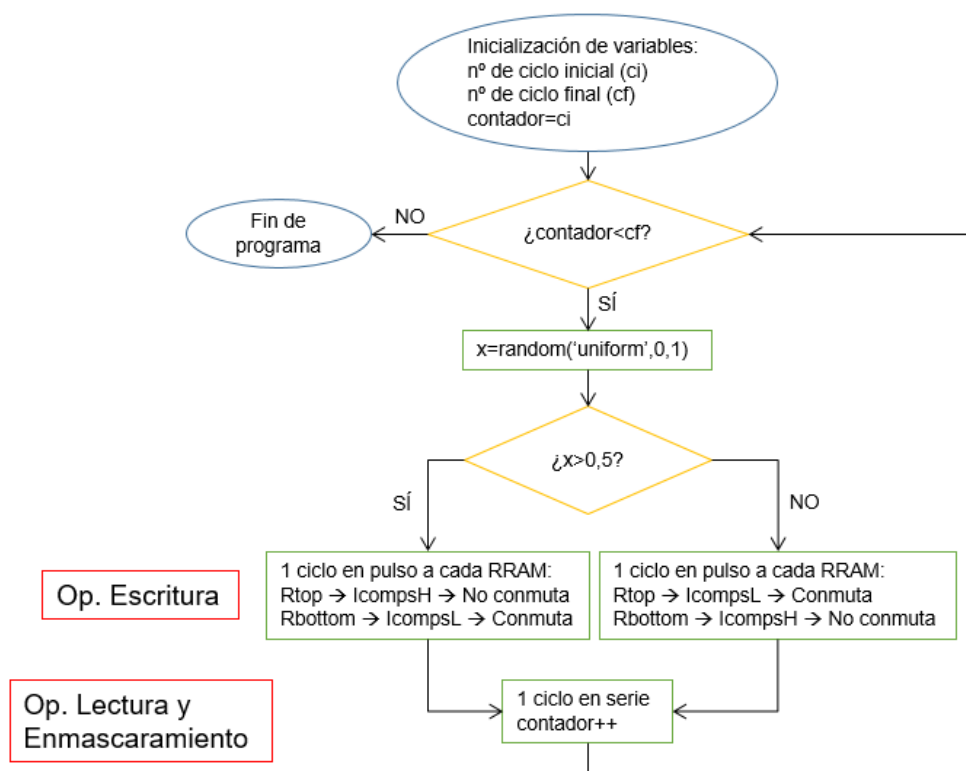 Inicialización de variables:
nº de ciclo inicial (ci)
nº de ciclo final (cf)
contador=ci
Fin de
programa
NO
¿contador<cf?
SÍ
x=random(‘uniform’,0,1)
¿x>0,5?
SÍ
NO
Op. Escritura
1 ciclo en pulso a cada RRAM:
Rtop → IcompsH → No conmuta
Rbottom → IcompsL → Conmuta
1 ciclo en pulso a cada RRAM:
Rtop → IcompsL → Conmuta
Rbottom → IcompsH → No conmuta
Op. Lectura y
Enmascaramiento
1 ciclo en serie
contador++